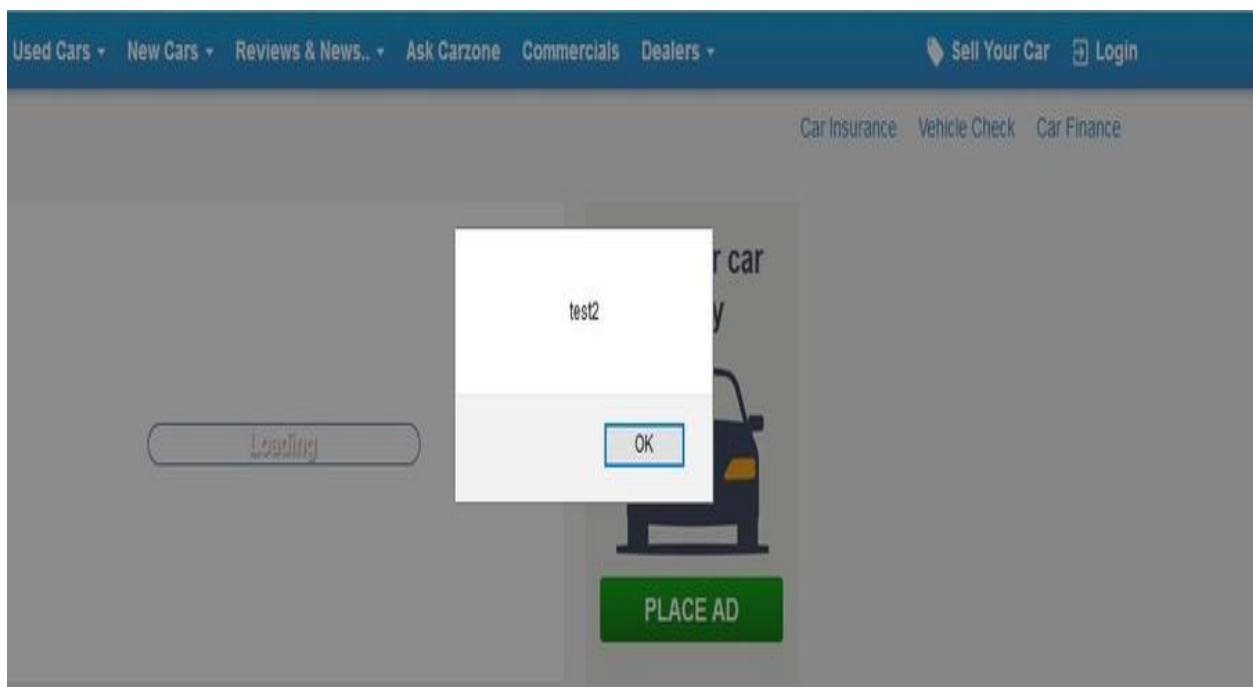 Used Cars New Cars Reviews & News.. Ask Carzone Commercials Dealers Sell Your Car Login
Car Insurance Vehicle Check Car Finance
r car
y
test2
Loading
OK
PLACE AD